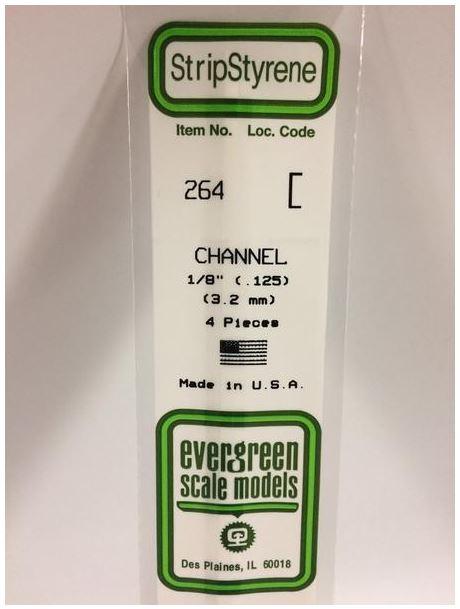 StripStyrene
Item No. Loc. Code
264
CHANNEL
1/8" (.125)
(3.2 mm)
4 Pieces
Made in U.S.A.
evergreen
scale models
Des Plaines, IL 60018